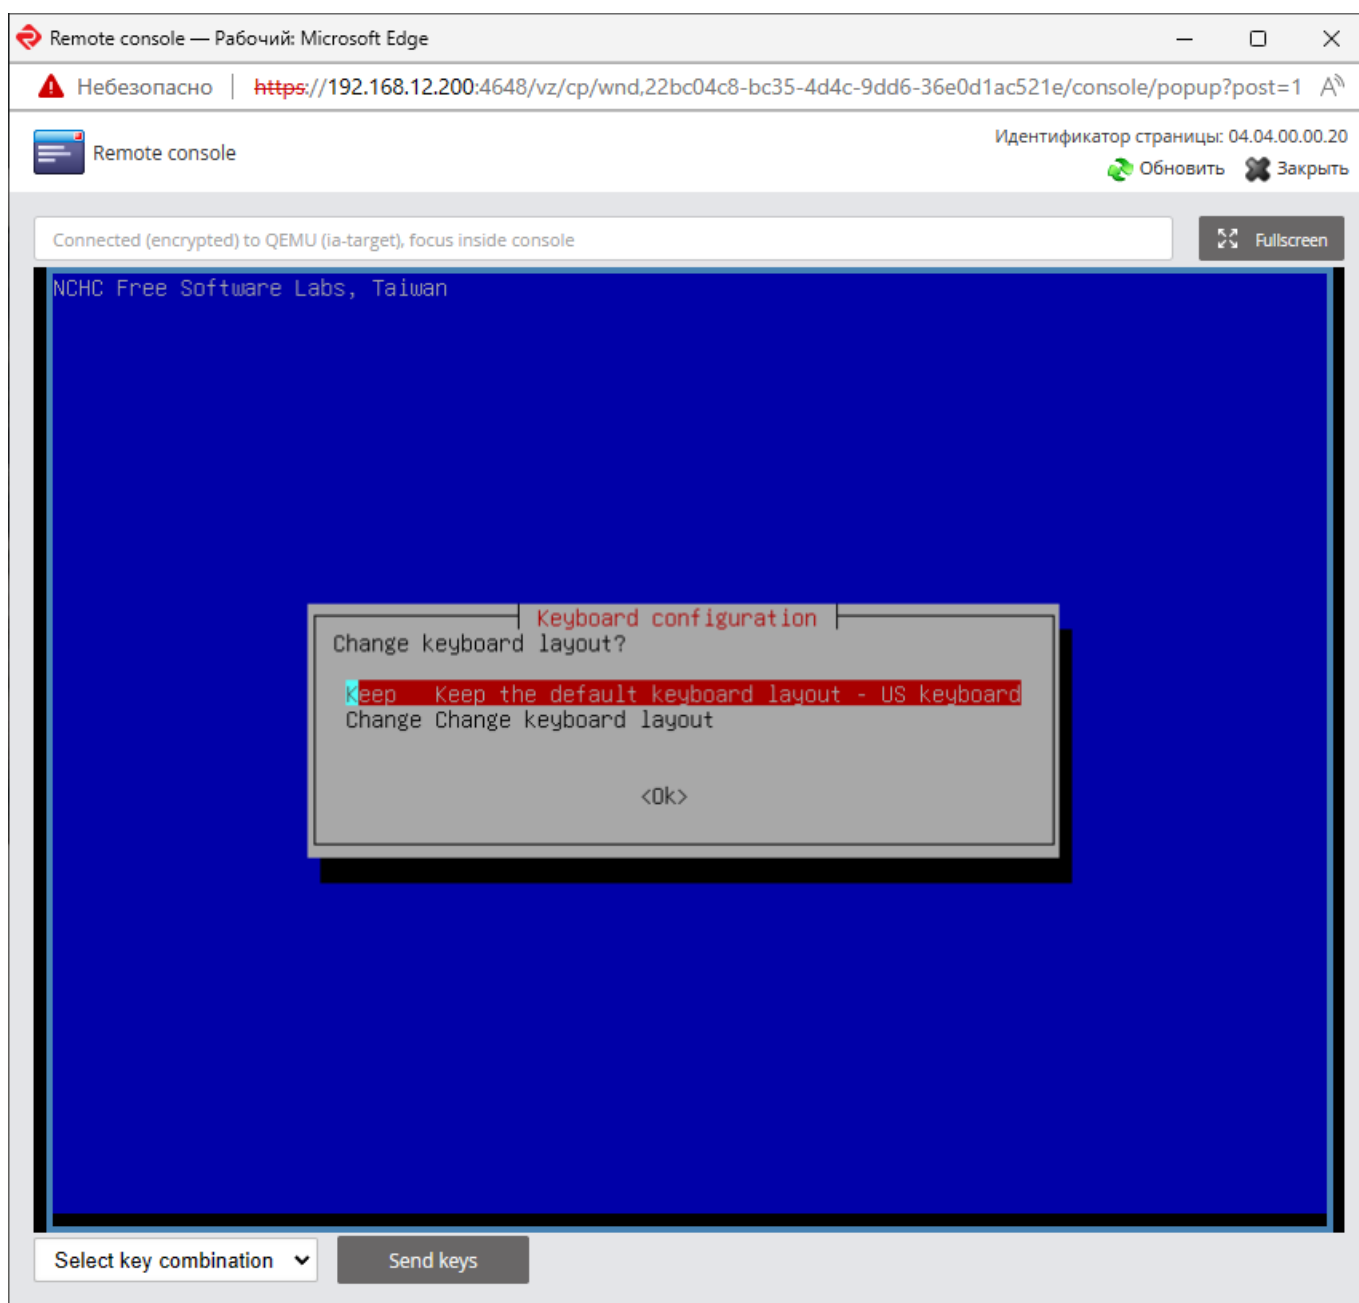 Remote console — Рабочий: Microsoft Edge
Небезопасно | https://192.168.12.200:4648/vz/cp/wnd,22bc04c8-bc35-4d4c-9dd6-36e0d1ac521e/console/popup?post=1
Идентификатор страницы: 04.04.00.00.20
Remote console
Обновить Закрыть
Connected (encrypted) to QEMU (ia-target), focus inside console
Fullscreen
NCHC Free Software Labs, Taiwan
Keyboard configuration
Change keyboard layout?
Keep Keep the default keyboard layout - US keyboard
Change Change keyboard layout
<Ok>
Select key combination Send keys